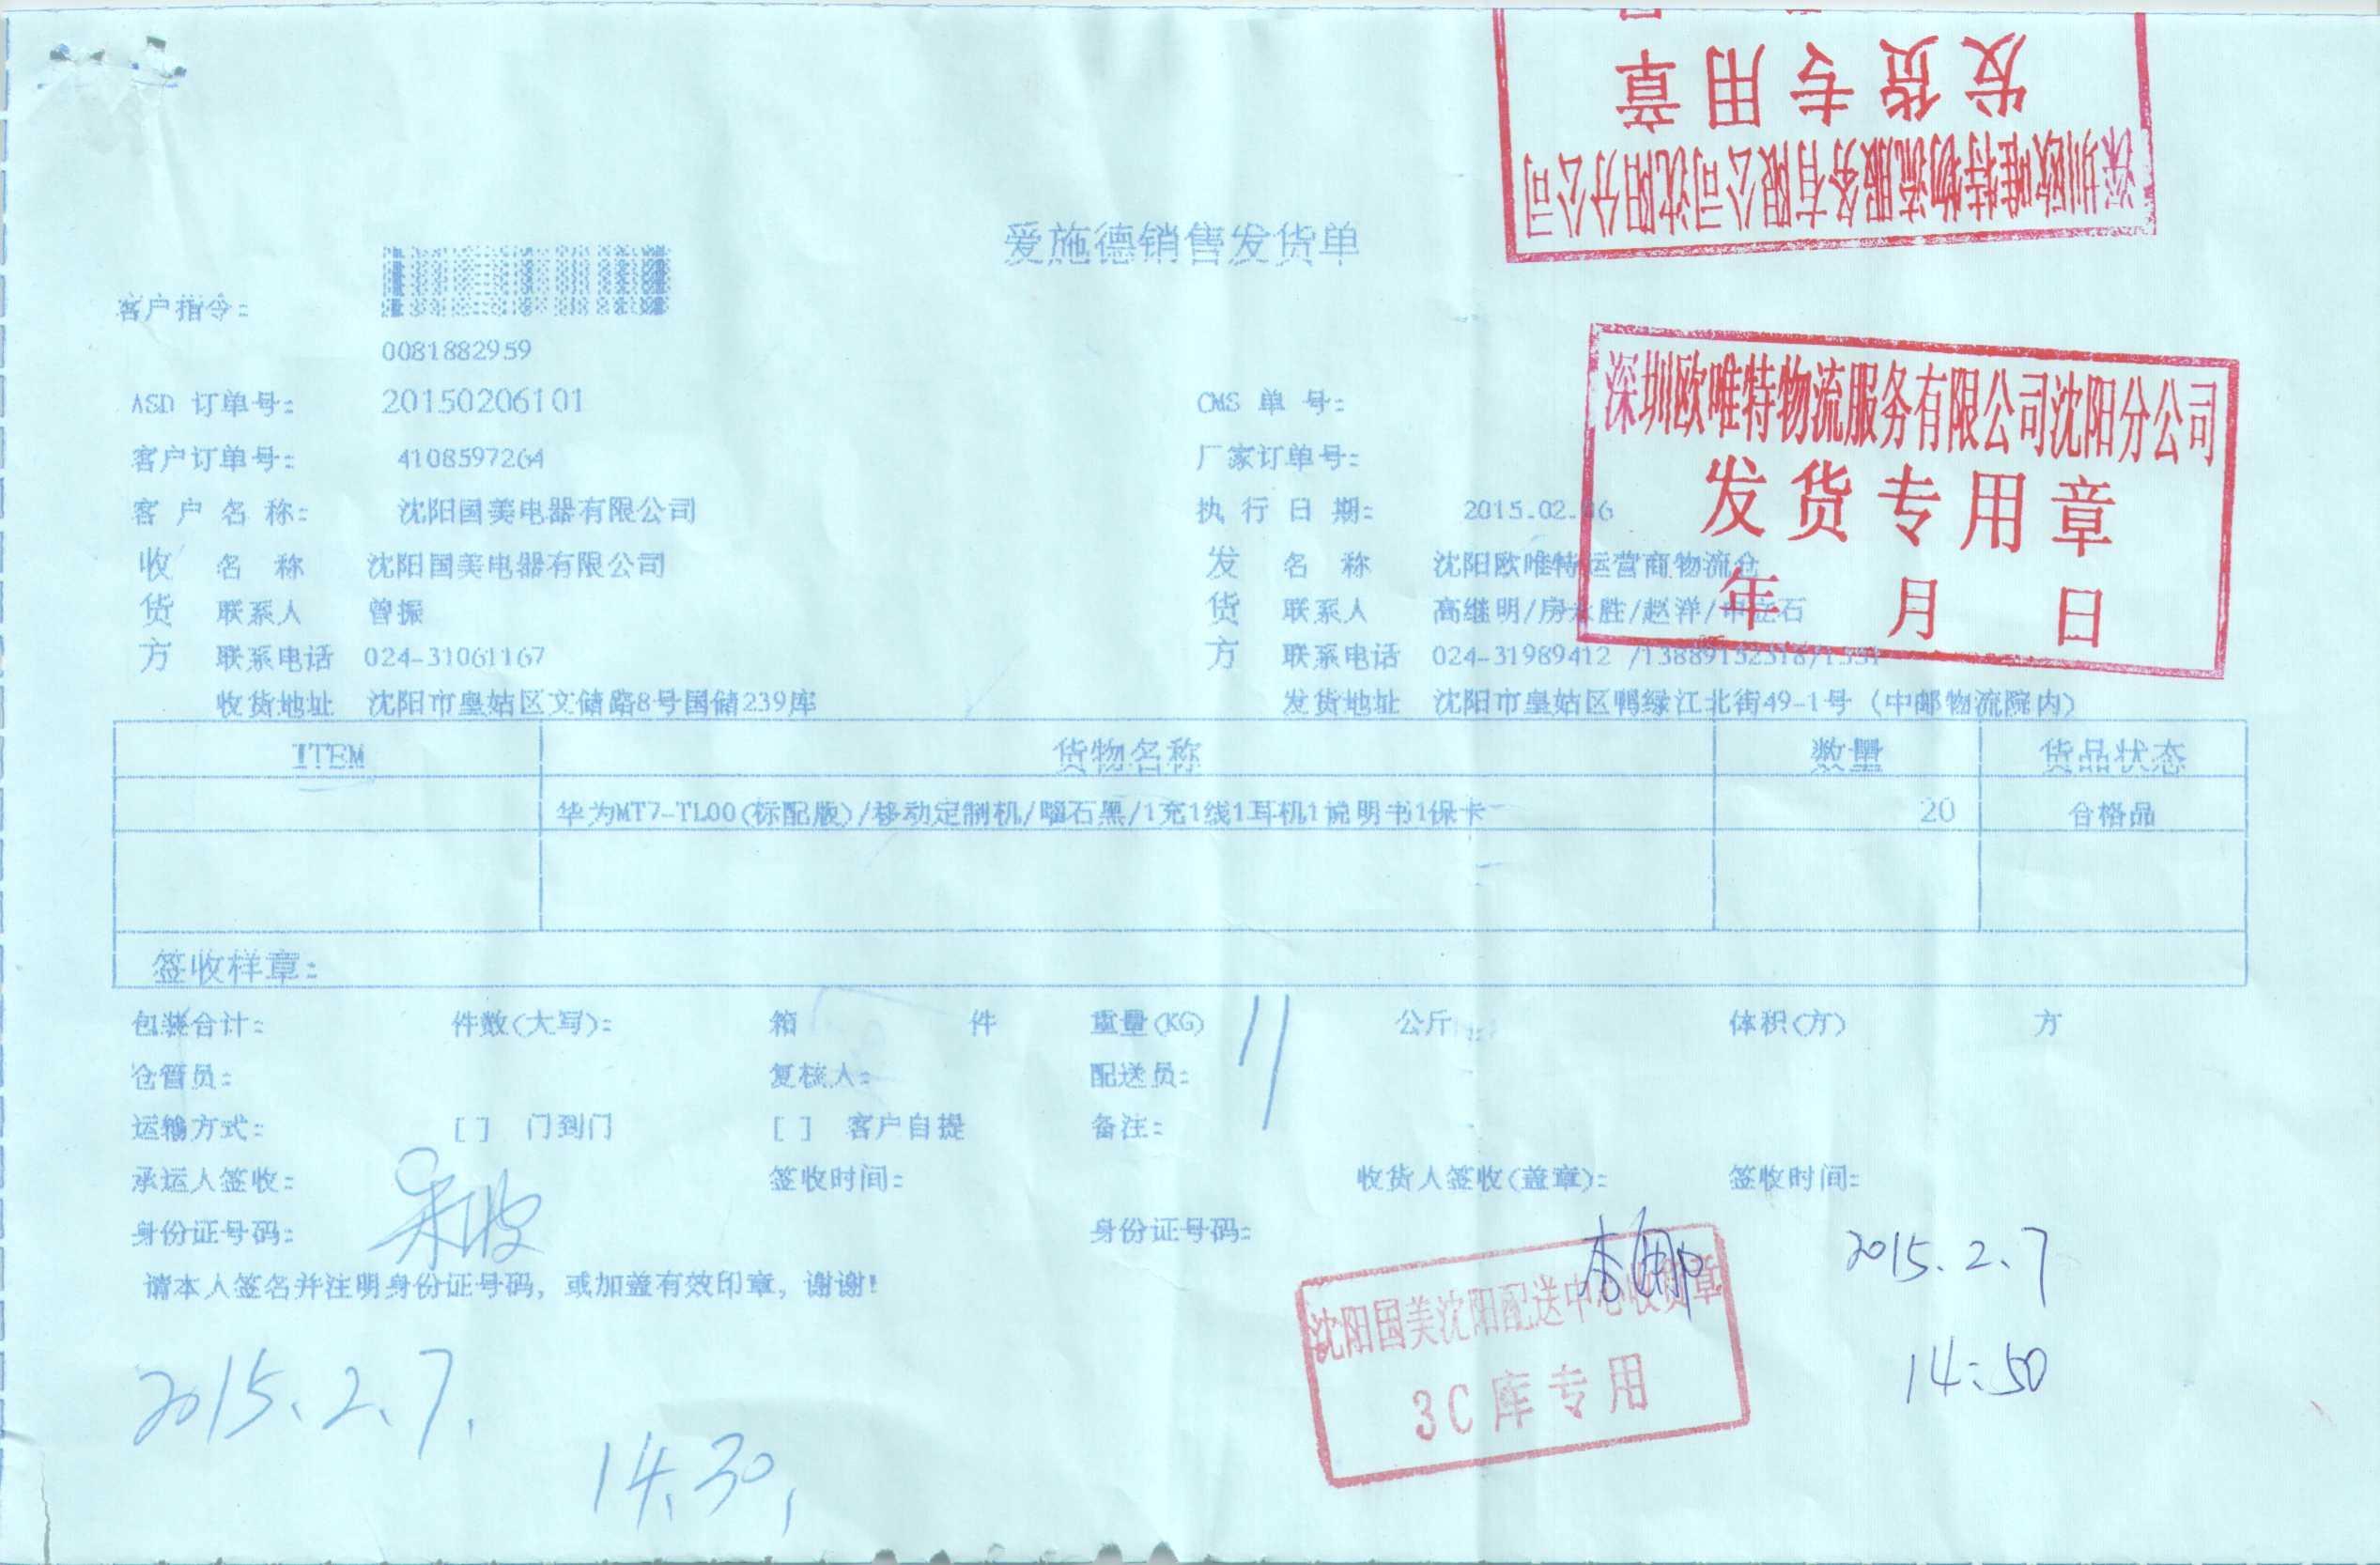 发货专用章
深圳欧唯特物流服务有限公司沈阳分公司
爱施德销售发货单
客户指令:
0081882959
深圳欧唯特物流服务有限公司沈阳分公司
发货专用章
年 月 日
ASD 订单号: 20150206101 CMS 单 号:
客户订单号: 4108597264 厂家订单号:
客 户 名 称: 沈阳国美电器有限公司 执 行 日 期: 2015.02.06
收货方 发货方
名 称 沈阳国美电器有限公司 名 称 沈阳欧唯特运营商物流仓
联系人 曾振 联系人 高继明/房永胜/赵洋/
联系电话 024-31061167 联系电话 024-31989412 /13889152318/1331
收货地址 沈阳市皇姑区文储路8号国储239库 发货地址 沈阳市皇姑区鸭绿江北街49-1号 (中邮物流院内)
ITEM 货物名称 数量 货品状态
华为MT7-TL00(标配版)/移动定制机/曜石黑/1充1线1耳机1说明书1保卡 20 合格品
签收样章:
包装合计: 件数(大写): 箱 件 重量(KG) 公斤 体积(方) 方
仓管员: 复核人: 配送员:
运输方式: [ ] 门到门 [ ] 客户自提 备注:
承运人签收: 签收时间: 收货人签收(盖章): 签收时间:
身份证号码: 身份证号码:
请本人签名并注明身份证号码, 或加盖有效印章, 谢谢!
李娜 2015.2.7
14:50
沈阳国美沈阳配送中心收货章
3C库专用
2015.2.7.
14.30